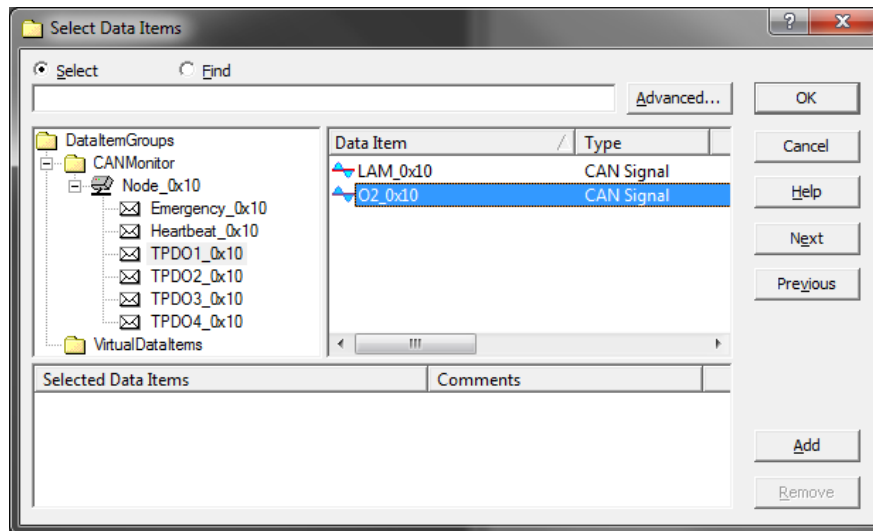 Select Data Items
Select Find
Advanced...
OK
Cancel
Help
Next
Previous
DataItemGroups
CANMonitor
Node_0x10
Emergency_0x10
Heartbeat_0x10
TPDO1_0x10
TPDO2_0x10
TPDO3_0x10
TPDO4_0x10
VirtualDataItems
Data Item Type
LAM_0x10 CAN Signal
O2_0x10 CAN Signal
Selected Data Items Comments
Add
Remove